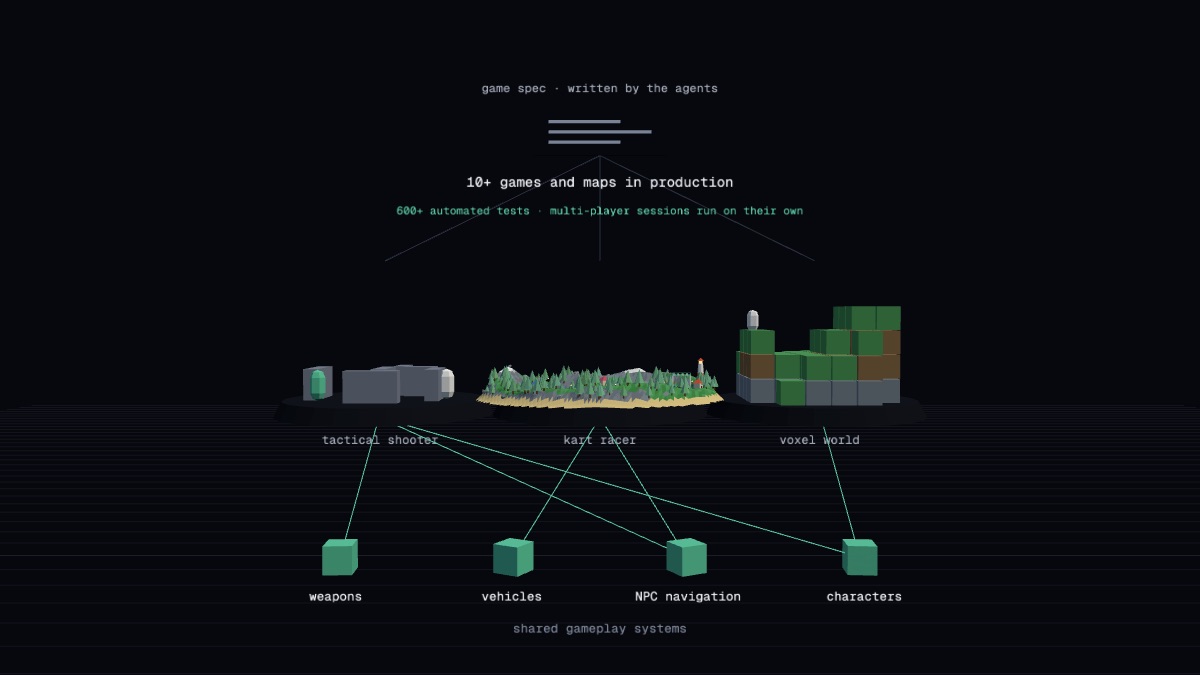 game spec · written by the agents
10+ games and maps in production
600+ automated tests · multi-player sessions run on their own
tactical shooter
kart racer
voxel world
weapons
vehicles
NPC navigation
characters
shared gameplay systems